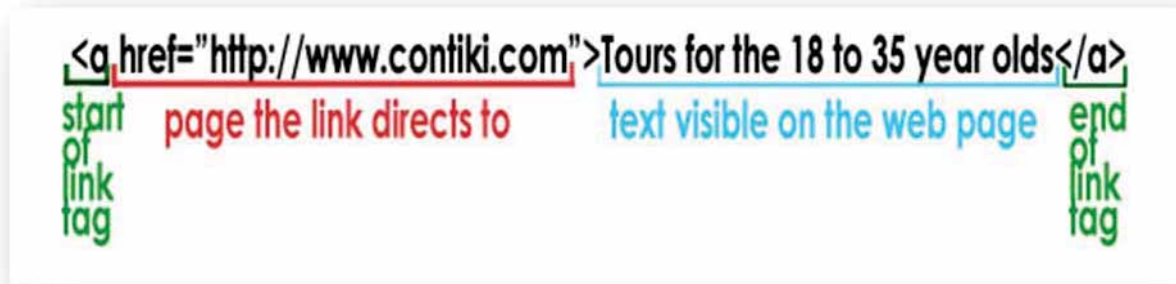 <a href=”http://www.contiki.com”>Tours for the 18 to 35 year olds</a>
start of link tag
page the link directs to
text visible on the web page
end of link tag